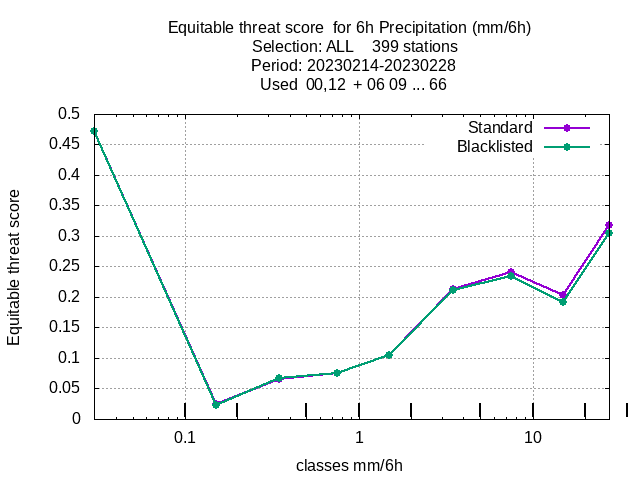 Equitable threat score  for 6h Precipitation (mm/6h)
Selection: ALL    399 stations
Period: 20230214-20230228
Used  00,12  + 06 09 ... 66
Standard
Blacklisted
0.5
0.45
0.4
0.35
0.3
0.25
0.2
0.15
0.1
0.05
0
Equitable threat score
0.1
1
10
classes mm/6h